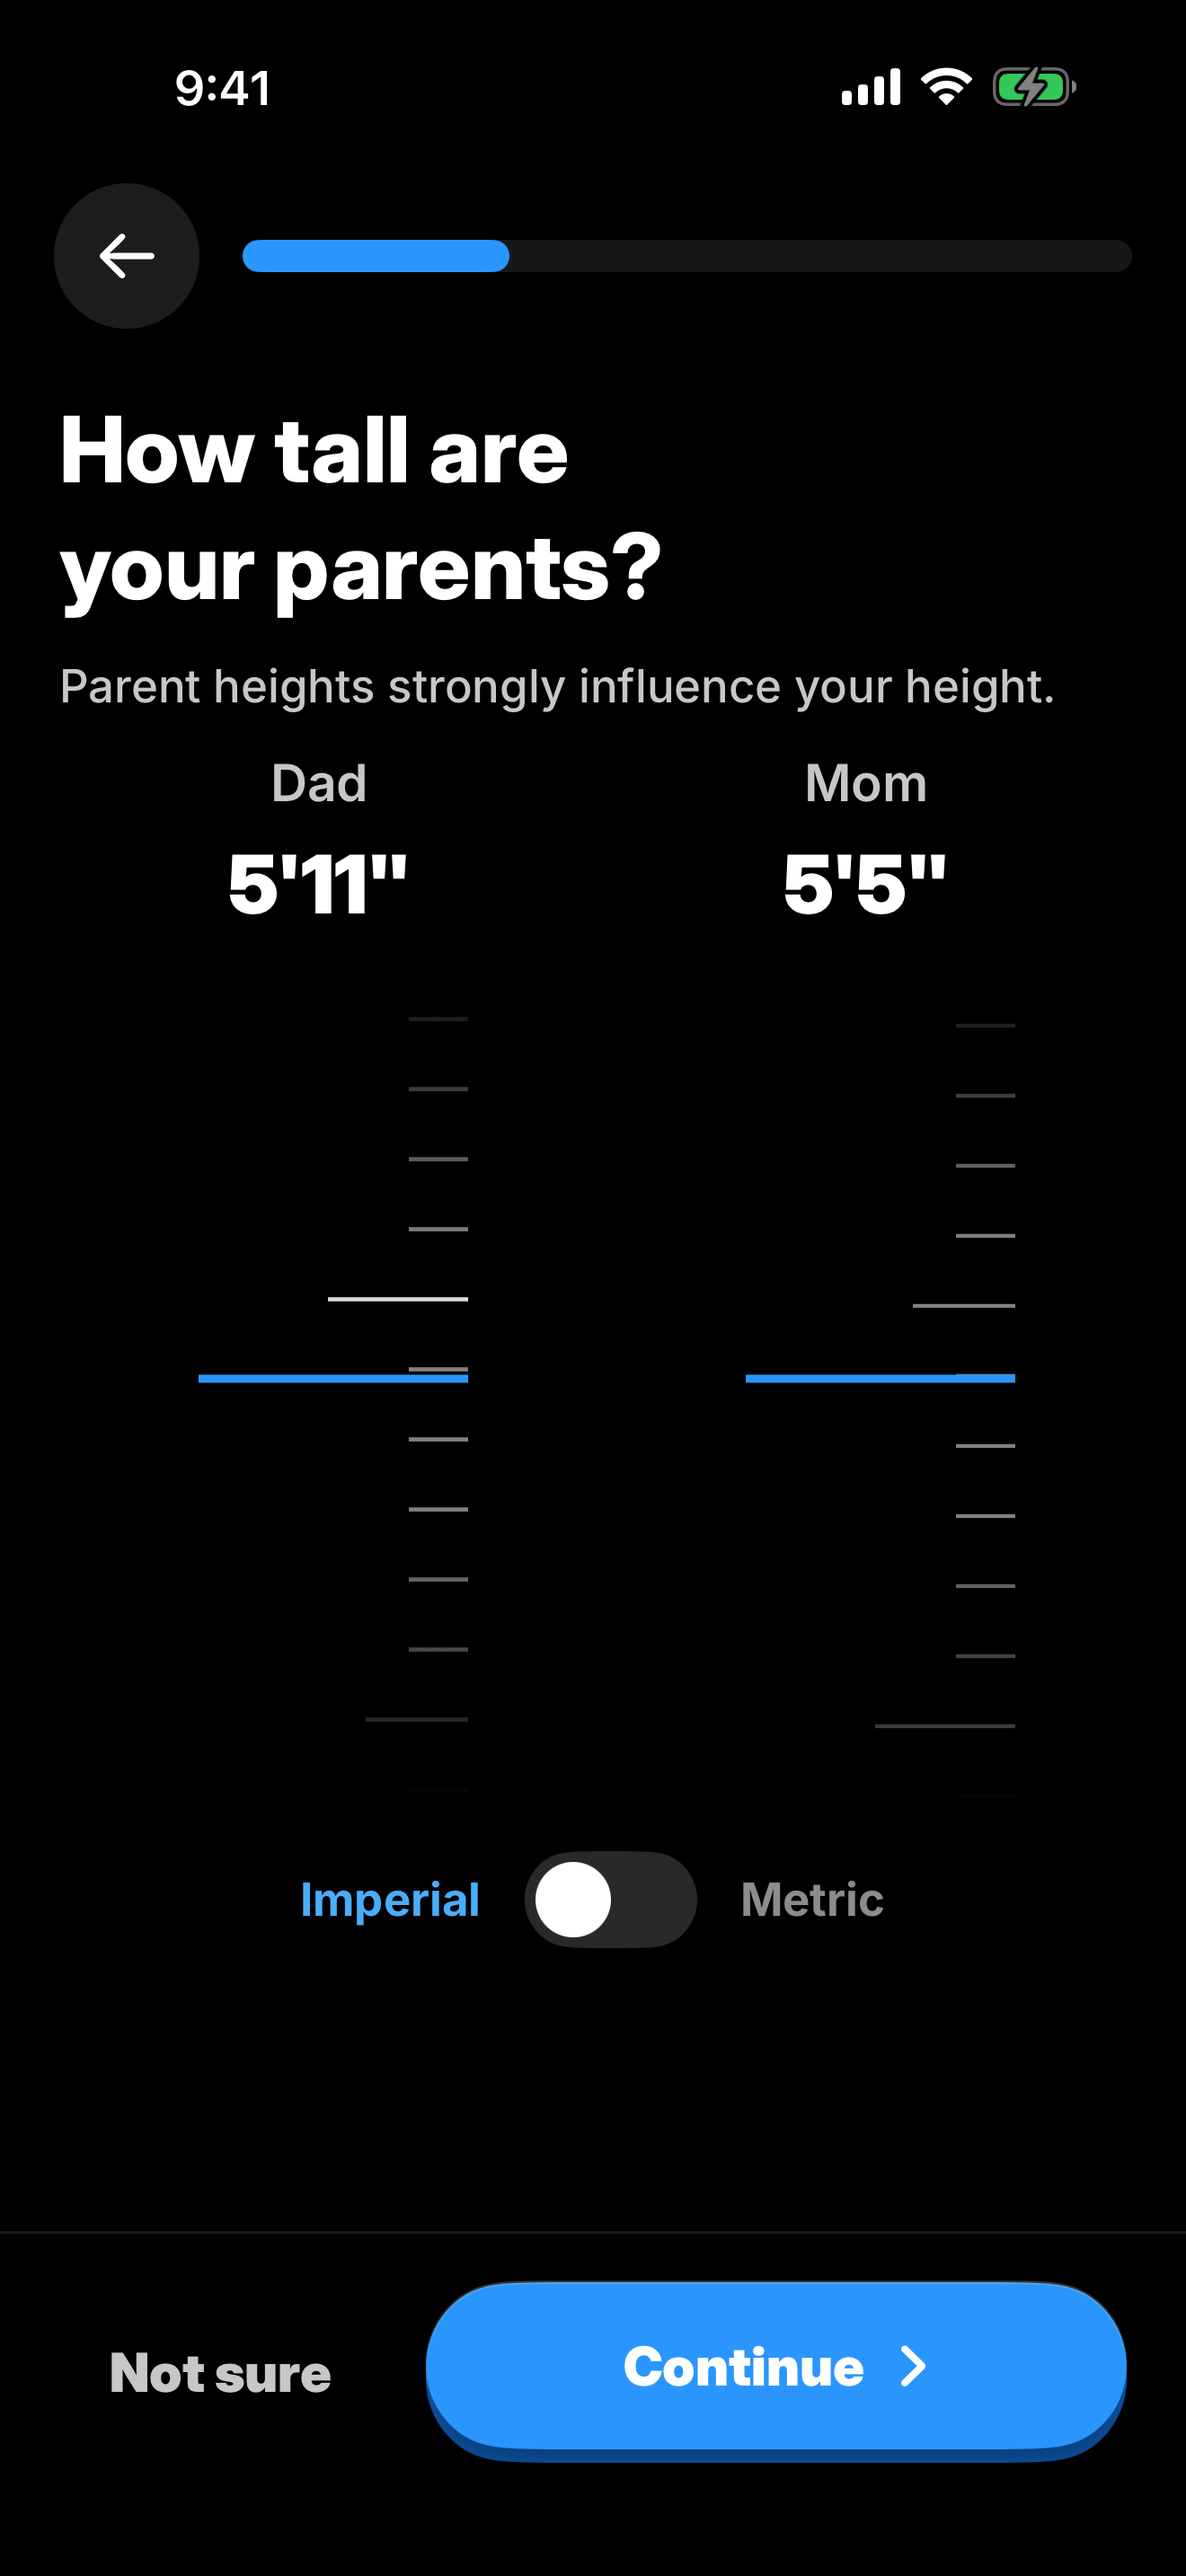 9:41
How tall are
your parents?
Parent heights strongly influence your height.
Dad
Mom
5'11"
5'5"
Imperial
Metric
Not sure
Continue